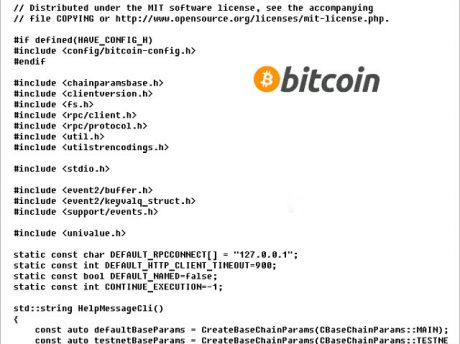 // Distributed under the MIT software license, see the accompanying
// file COPYING or http://www.opensource.org/licenses/mit-license.php.
#if defined(HAVE_CONFIG_H)
#include <config/bitcoin-config.h>
#endif
#include <chainparamsbase.h>
#include <clientversion.h>
#include <fs.h>
#include <rpc/client.h>
#include <rpc/protocol.h>
#include <util.h>
#include <utilstrencodings.h>
bitcoin
#include <stdio.h>
#include <event2/buffer.h>
#include <event2/keyvalq_struct.h>
#include <support/events.h>
#include <univalue.h>
static const char DEFAULT_RPCCONNECT[] = "127.0.0.1";
static const int DEFAULT_HTTP_CLIENT_TIMEOUT=900;
static const bool DEFAULT_NAMED=false;
static const int CONTINUE_EXECUTION=-1;
std::string HelpMessageCli()
{
    const auto defaultBaseParams = CreateBaseChainParams(CBaseChainParams::MAIN);
    const auto testnetBaseParams = CreateBaseChainParams(CBaseChainParams::TESTNE